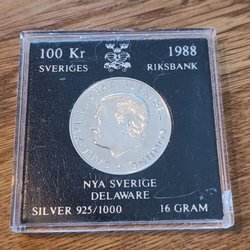 100 Kr 1988
SVERIGES RIKSBANK
NYA SVERIGE
DELAWARE
SILVER 925/1000 16 GRAM